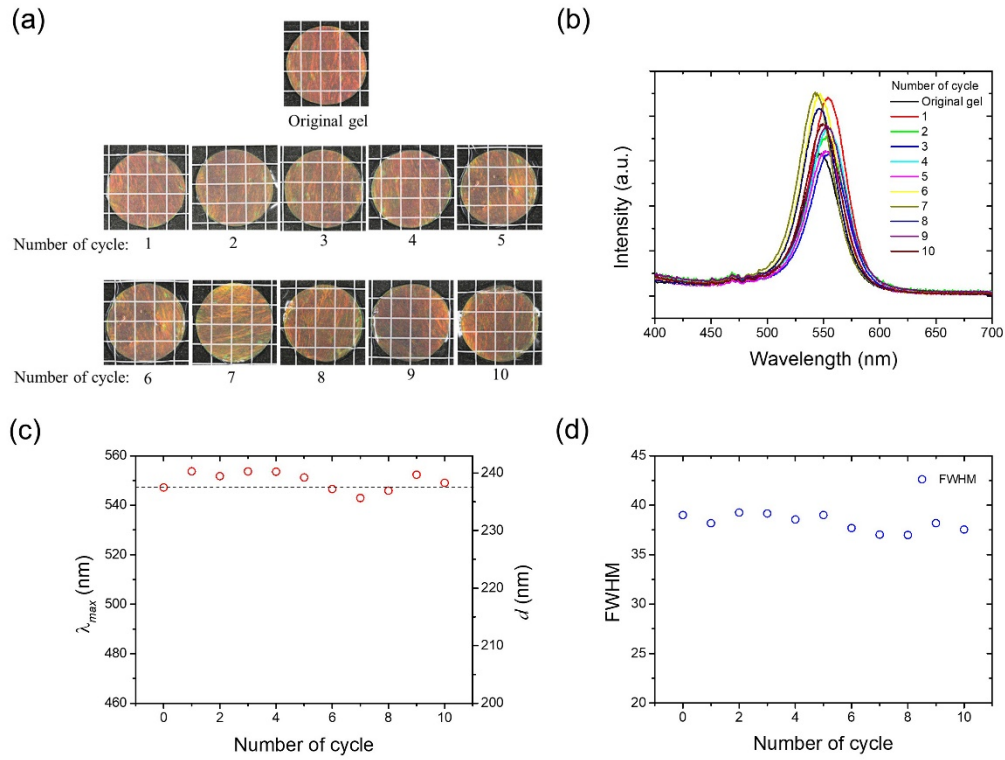 (a)
Original gel
Number of cycle: 1 2 3 4 5
Number of cycle: 6 7 8 9 10
(b)
Intensity (a.u.)
Number of cycle
Original gel
1
2
3
4
5
6
7
8
9
10
400 450 500 550 600 650 700
Wavelength (nm)
(c)
λmax (nm)
560
540
520
500
480
460
240
230
220
210
200
d (nm)
0 2 4 6 8 10
Number of cycle
(d)
FWHM
45
40
35
30
25
20
FWHM
0 2 4 6 8 10
Number of cycle